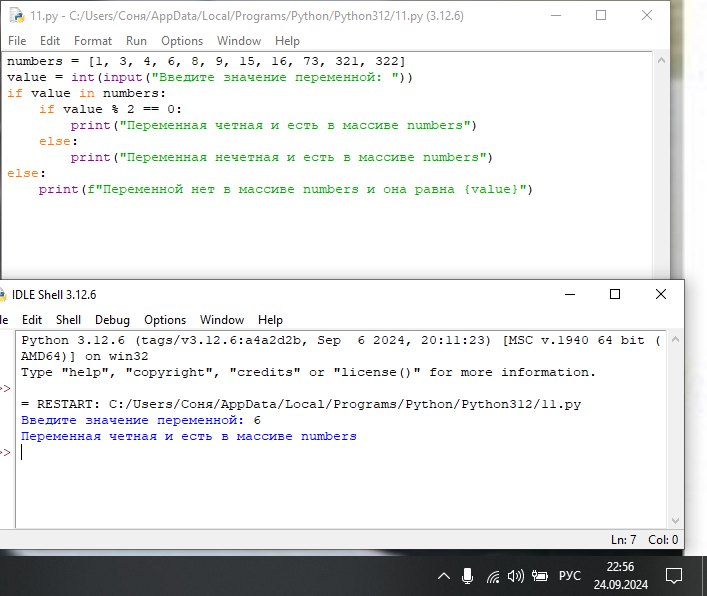 11.py - C:/Users/Соня/AppData/Local/Programs/Python/Python312/11.py (3.12.6)
File Edit Format Run Options Window Help
numbers = [1, 3, 4, 6, 8, 9, 15, 16, 73, 321, 322]
value = int(input("Введите значение переменной: "))
if value in numbers:
    if value % 2 == 0:
        print("Переменная четная и есть в массиве numbers")
    else:
        print("Переменная нечетная и есть в массиве numbers")
else:
    print(f"Переменной нет в массиве numbers и она равна {value}")
IDLE Shell 3.12.6
le Edit Shell Debug Options Window Help
Python 3.12.6 (tags/v3.12.6:a4a2d2b, Sep  6 2024, 20:11:23) [MSC v.1940 64 bit (
AMD64)] on win32
Type "help", "copyright", "credits" or "license()" for more information.
>>
= RESTART: C:/Users/Соня/AppData/Local/Programs/Python/Python312/11.py
Введите значение переменной: 6
Переменная четная и есть в массиве numbers
>>
Ln: 7 Col: 0
РУС
22:56
24.09.2024